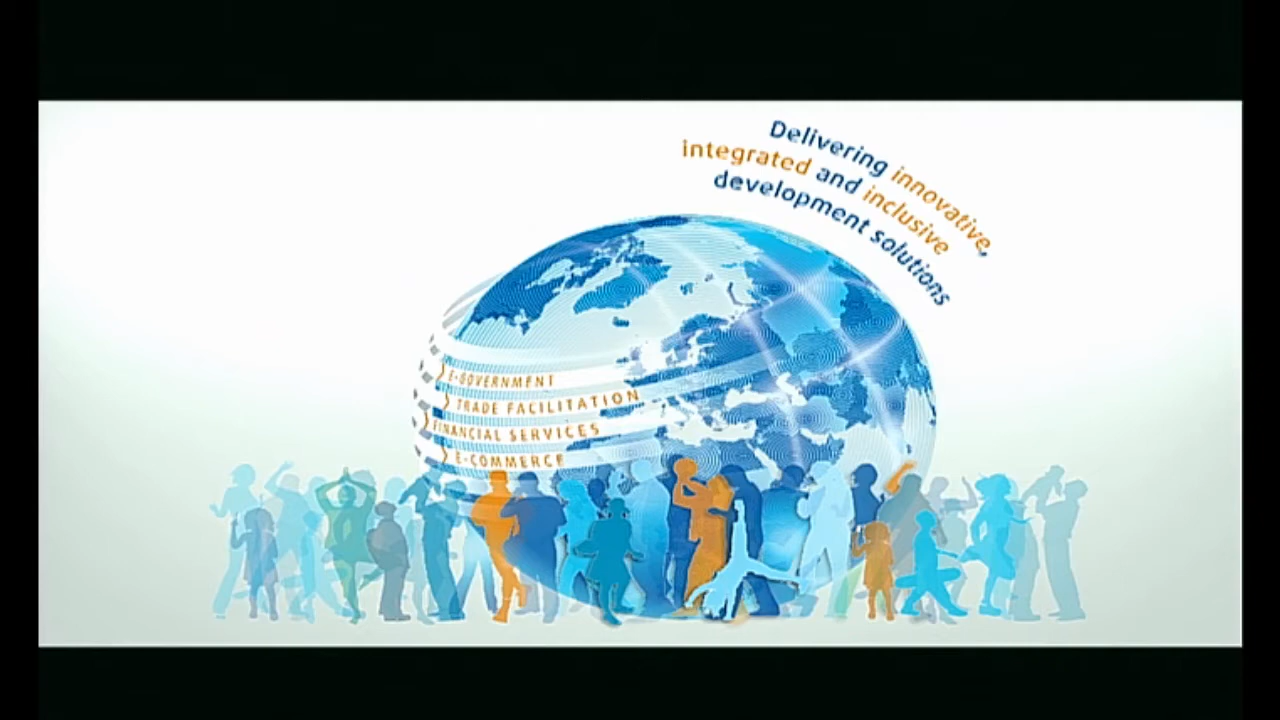 Delivering innovative,
integrated and inclusive
development solutions
E-GOVERNMENT
TRADE FACILITATION
FINANCIAL SERVICES
E-COMMERCE